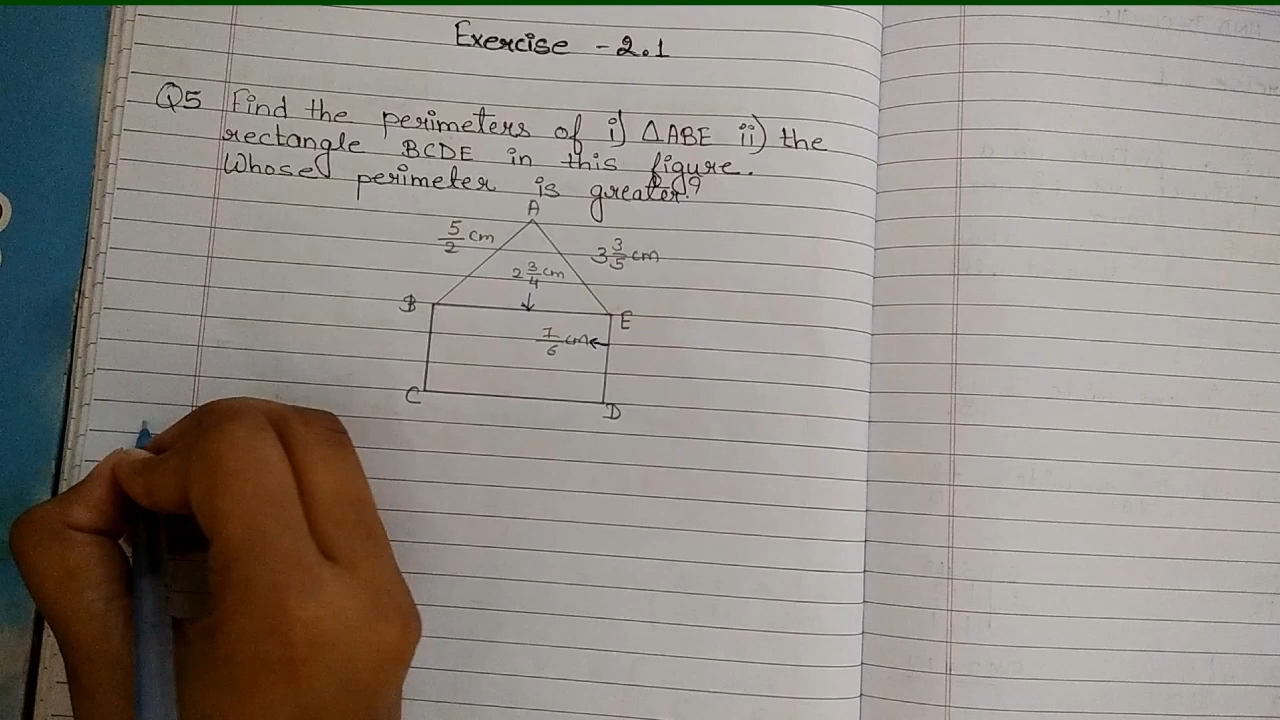 Exercise - 2.1
Q5 Find the perimeters of i) △ABE ii) the
rectangle BCDE in this figure.
Whose perimeter is greater?
A
5/2 cm
3 3/5 cm
2 3/4 cm
↓
B
E
7/6 cm←
C
D